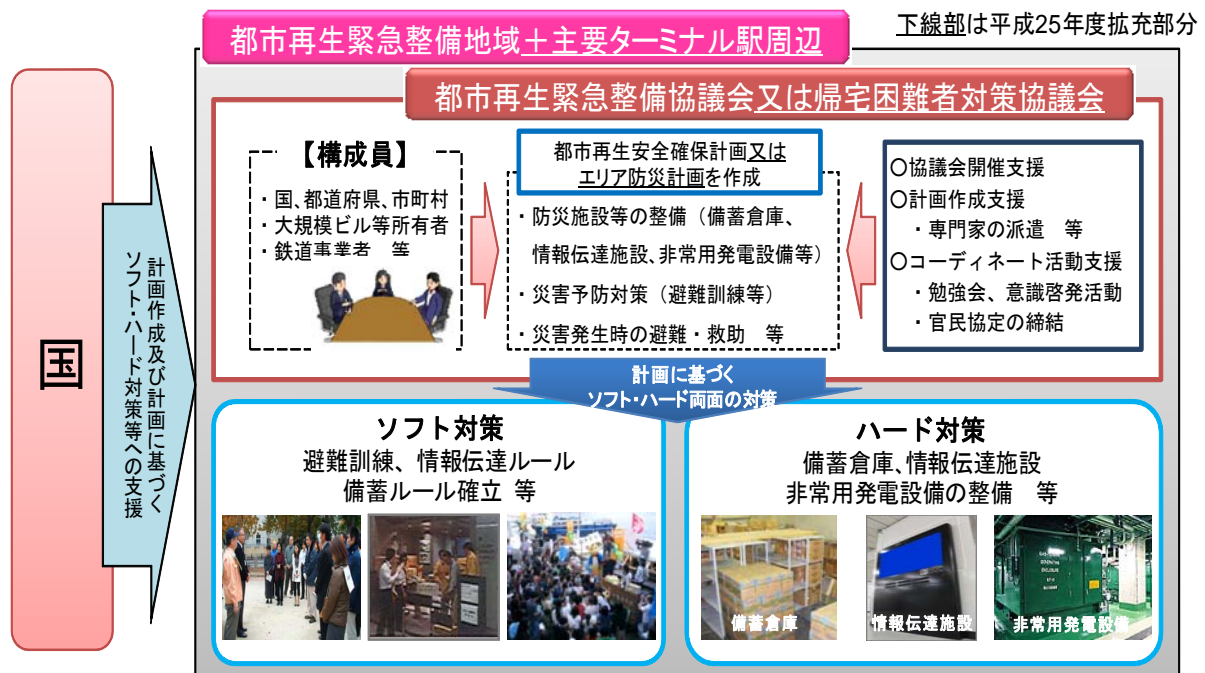 下線部は平成25年度拡充部分
都市再生緊急整備地域＋主要ターミナル駅周辺
都市再生緊急整備協議会又は帰宅困難者対策協議会
国
計画作成及び計画に基づく
ソフト・ハード対策等への支援
【構成員】
・国、都道府県、市町村
・大規模ビル等所有者
・鉄道事業者　等
都市再生安全確保計画又は
エリア防災計画を作成
・防災施設等の整備（備蓄倉庫、
情報伝達施設、非常用発電設備等）
・災害予防対策（避難訓練等）
・災害発生時の避難・救助　等
〇協議会開催支援
〇計画作成支援
・専門家の派遣　等
〇コーディネート活動支援
・勉強会、意識啓発活動
・官民協定の締結
計画に基づく
ソフト・ハード両面の対策
ソフト対策
避難訓練、情報伝達ルール
備蓄ルール確立 等
ハード対策
備蓄倉庫、情報伝達施設
非常用発電設備の整備　等
備蓄倉庫
情報伝達施設
非常用発電設備